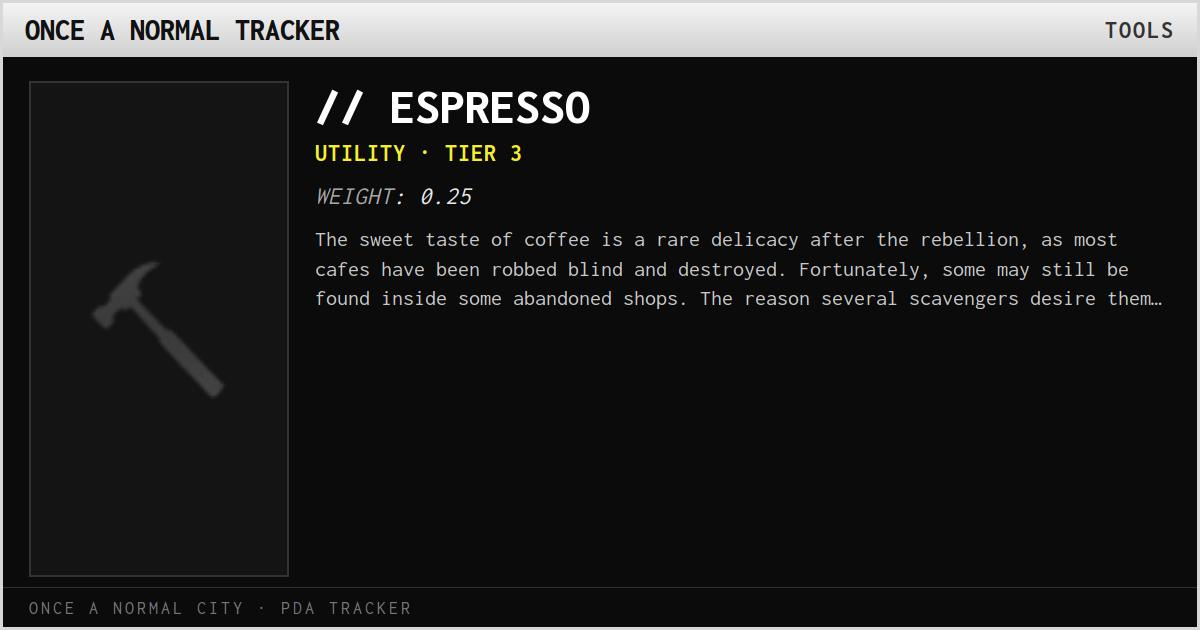 ONCE A NORMAL TRACKER
TOOLS
// ESPRESSO
UTILITY · TIER 3
WEIGHT: 0.25
The sweet taste of coffee is a rare delicacy after the rebellion, as most
cafes have been robbed blind and destroyed. Fortunately, some may still be
found inside some abandoned shops. The reason several scavengers desire them…
ONCE A NORMAL CITY · PDA TRACKER